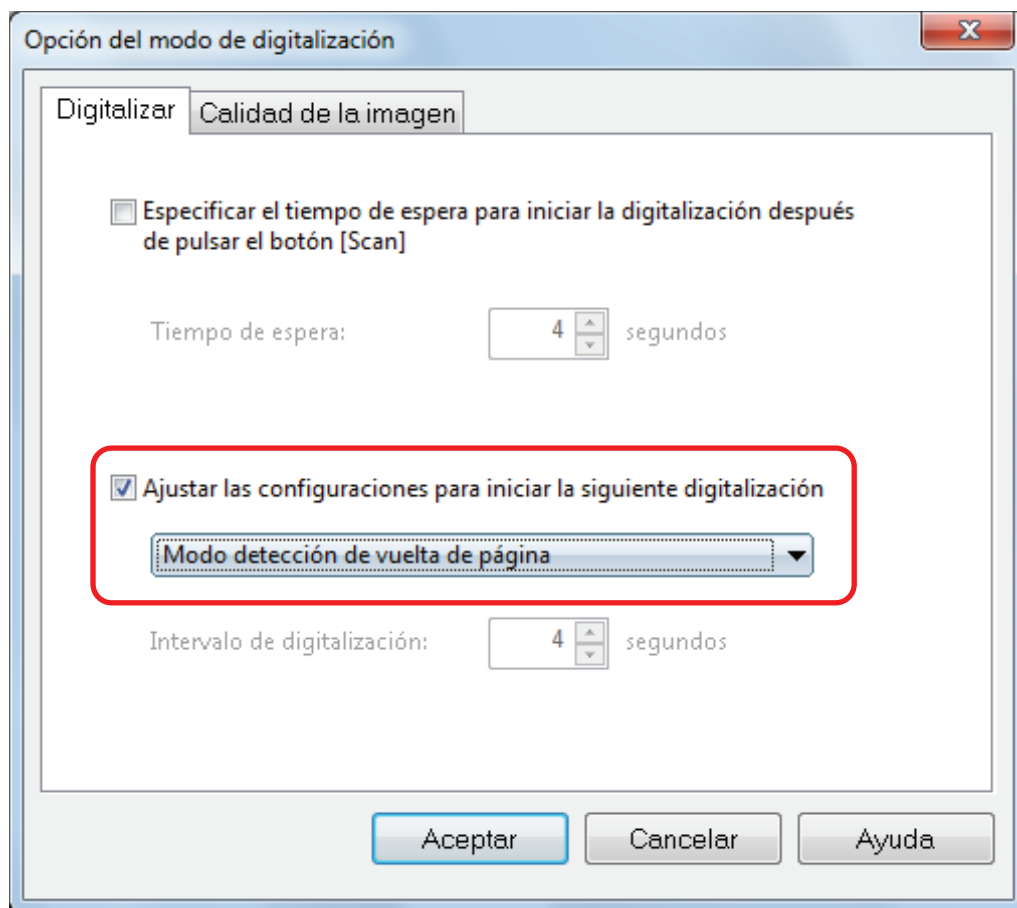 Opción del modo de digitalización
Digitalizar
Calidad de la imagen
Especificar el tiempo de espera para iniciar la digitalización después
de pulsar el botón [Scan]
Tiempo de espera: 4 segundos
Ajustar las configuraciones para iniciar la siguiente digitalización
Modo detección de vuelta de página
Intervalo de digitalización: 4 segundos
Aceptar Cancelar Ayuda